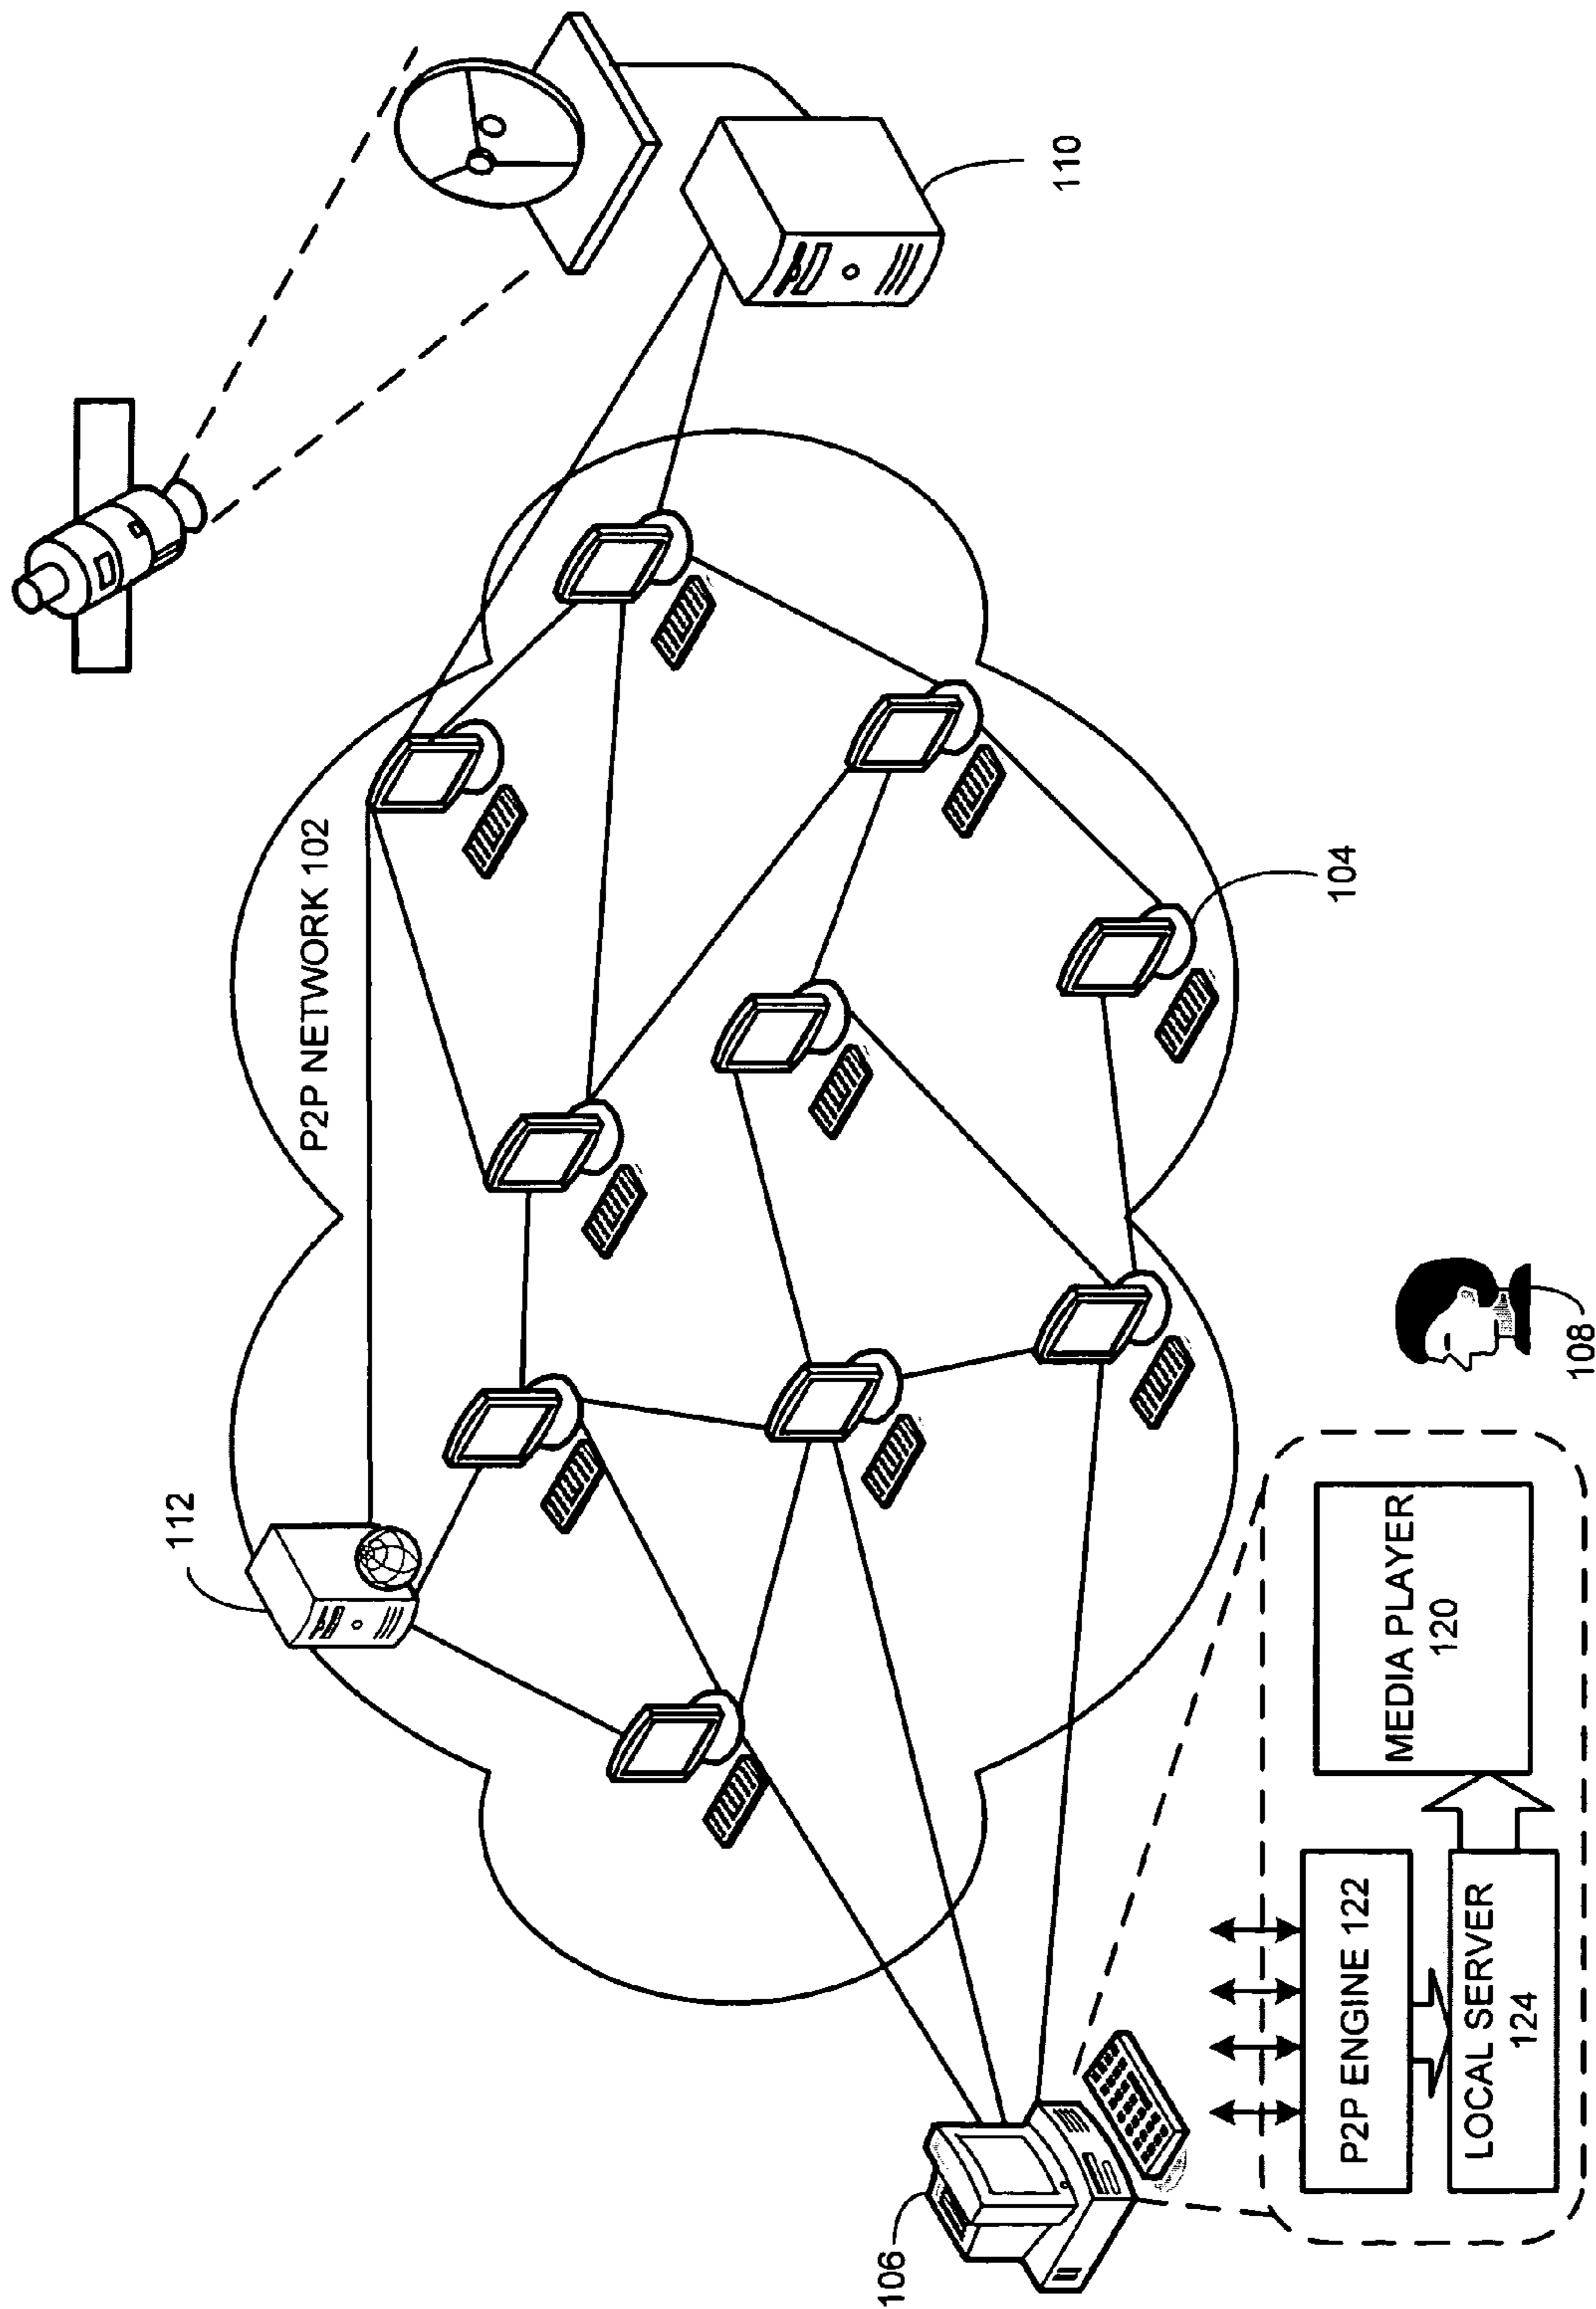 112
P2P NETWORK 102
110
104
106
P2P ENGINE 122
LOCAL SERVER
124
MEDIA PLAYER
120
108